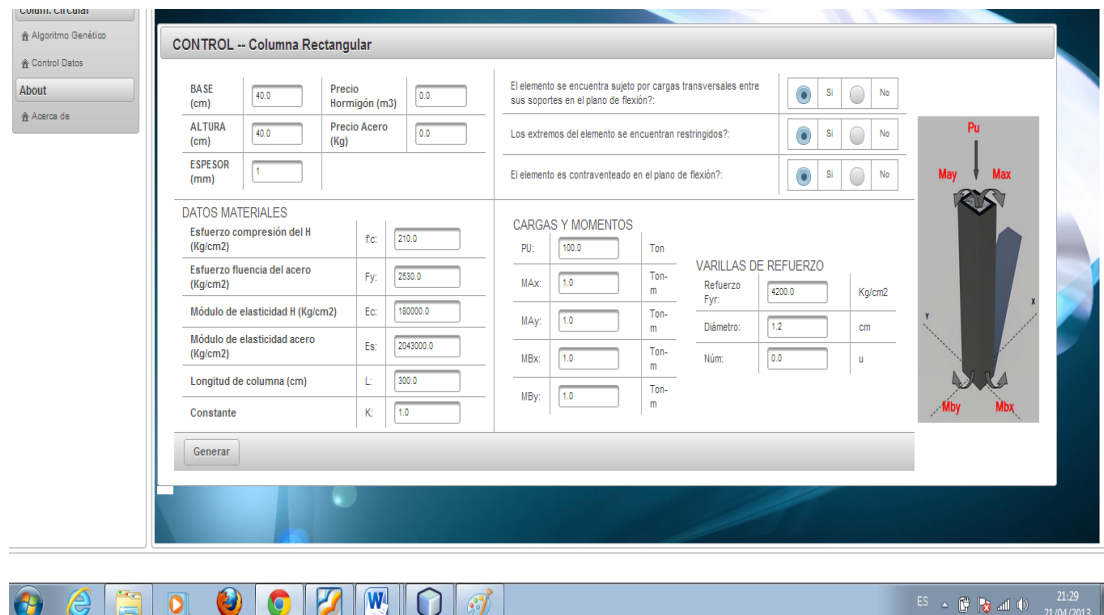 Colum. Circular
Algoritmo Genético
Control Datos
About
Acerca de
CONTROL -- Columna Rectangular
BASE
(cm)
40.0
Precio
Hormigón (m3)
0.0
ALTURA
(cm)
40.0
Precio Acero
(Kg)
0.0
ESPESOR
(mm)
1
El elemento se encuentra sujeto por cargas transversales entre
sus soportes en el plano de flexión?:
Si
No
Los extremos del elemento se encuentran restringidos?:
Si
No
El elemento es contraventeado en el plano de flexión?:
Si
No
DATOS MATERIALES
Esfuerzo compresión del H
(Kg/cm2)
f'c:
210.0
Esfuerzo fluencia del acero
(Kg/cm2)
Fy:
2530.0
Módulo de elasticidad H (Kg/cm2)
Ec:
180000.0
Módulo de elasticidad acero
(Kg/cm2)
Es:
2043000.0
Longitud de columna (cm)
L:
300.0
Constante
K:
1.0
CARGAS Y MOMENTOS
PU:
100.0
Ton
MAx:
1.0
Ton-
m
MAy:
1.0
Ton-
m
MBx:
1.0
Ton-
m
MBy:
1.0
Ton-
m
VARILLAS DE REFUERZO
Refuerzo
Fyr:
4200.0
Kg/cm2
Diámetro:
1.2
cm
Núm:
0.0
u
Pu
May
Max
Y
X
Mby
Mbx
Generar
ES
21:29
21/04/2013